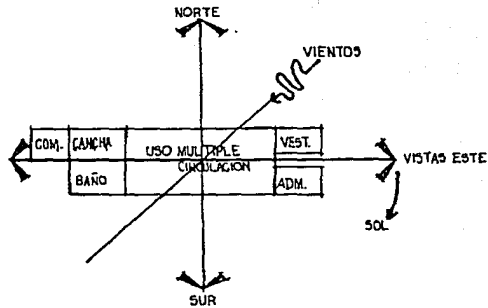 NORTE
VIENTOS
COM. CANCHA USO MULTIPLE VEST.
VISTAS ESTE
BAÑO CIRCULACION ADM.
SOL
SUR